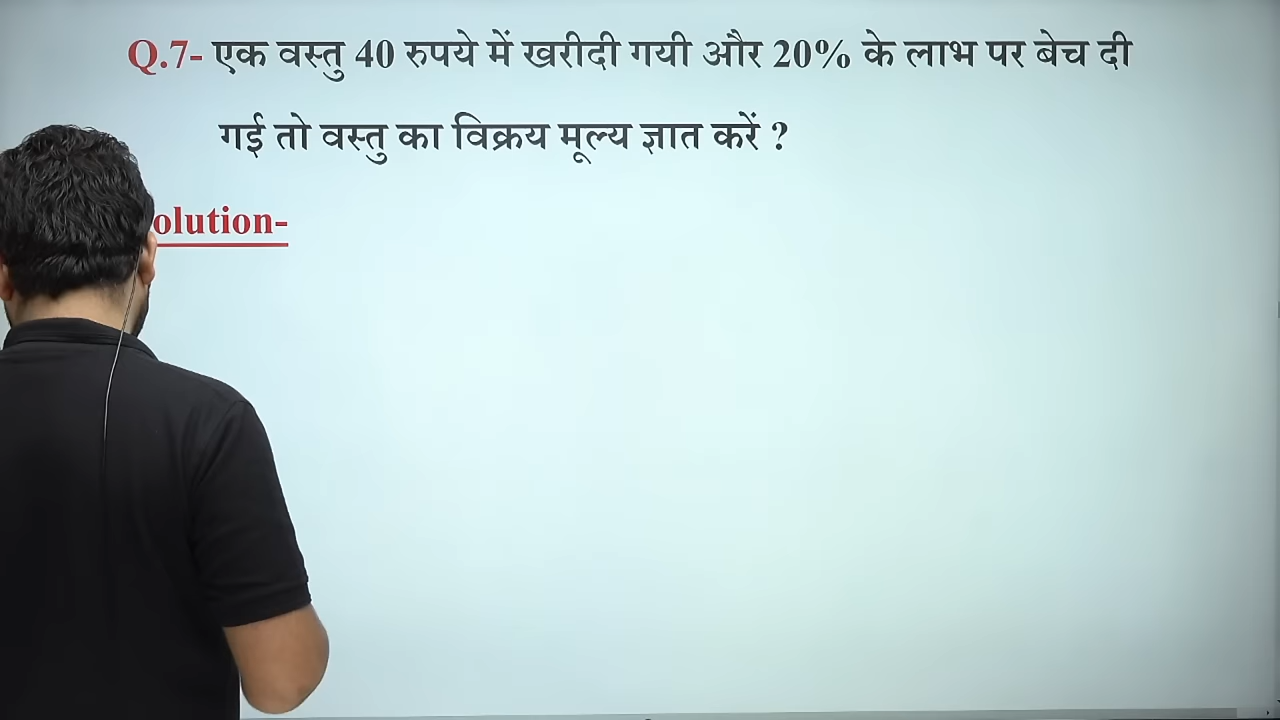 Q.7- एक वस्तु 40 रुपये में खरीदी गयी और 20% के लाभ पर बेच दी
गई तो वस्तु का विक्रय मूल्य ज्ञात करें ?
olution-